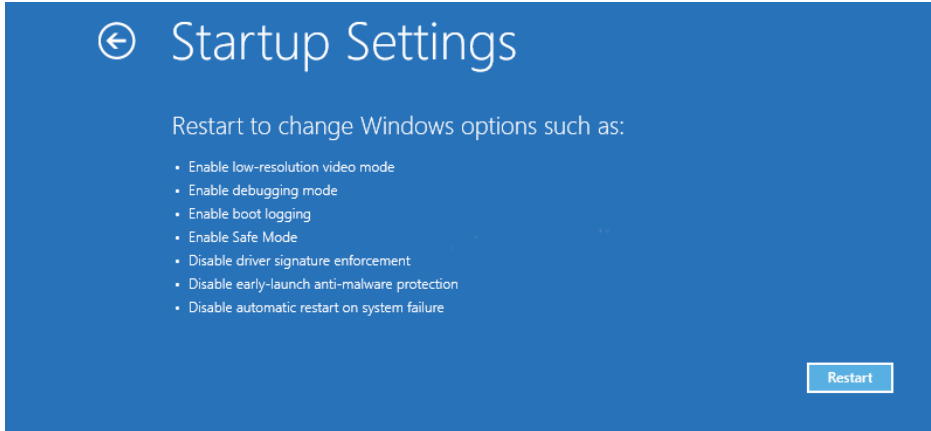 Startup Settings
Restart to change Windows options such as:
• Enable low-resolution video mode
• Enable debugging mode
• Enable boot logging
• Enable Safe Mode
• Disable driver signature enforcement
• Disable early-launch anti-malware protection
• Disable automatic restart on system failure
Restart